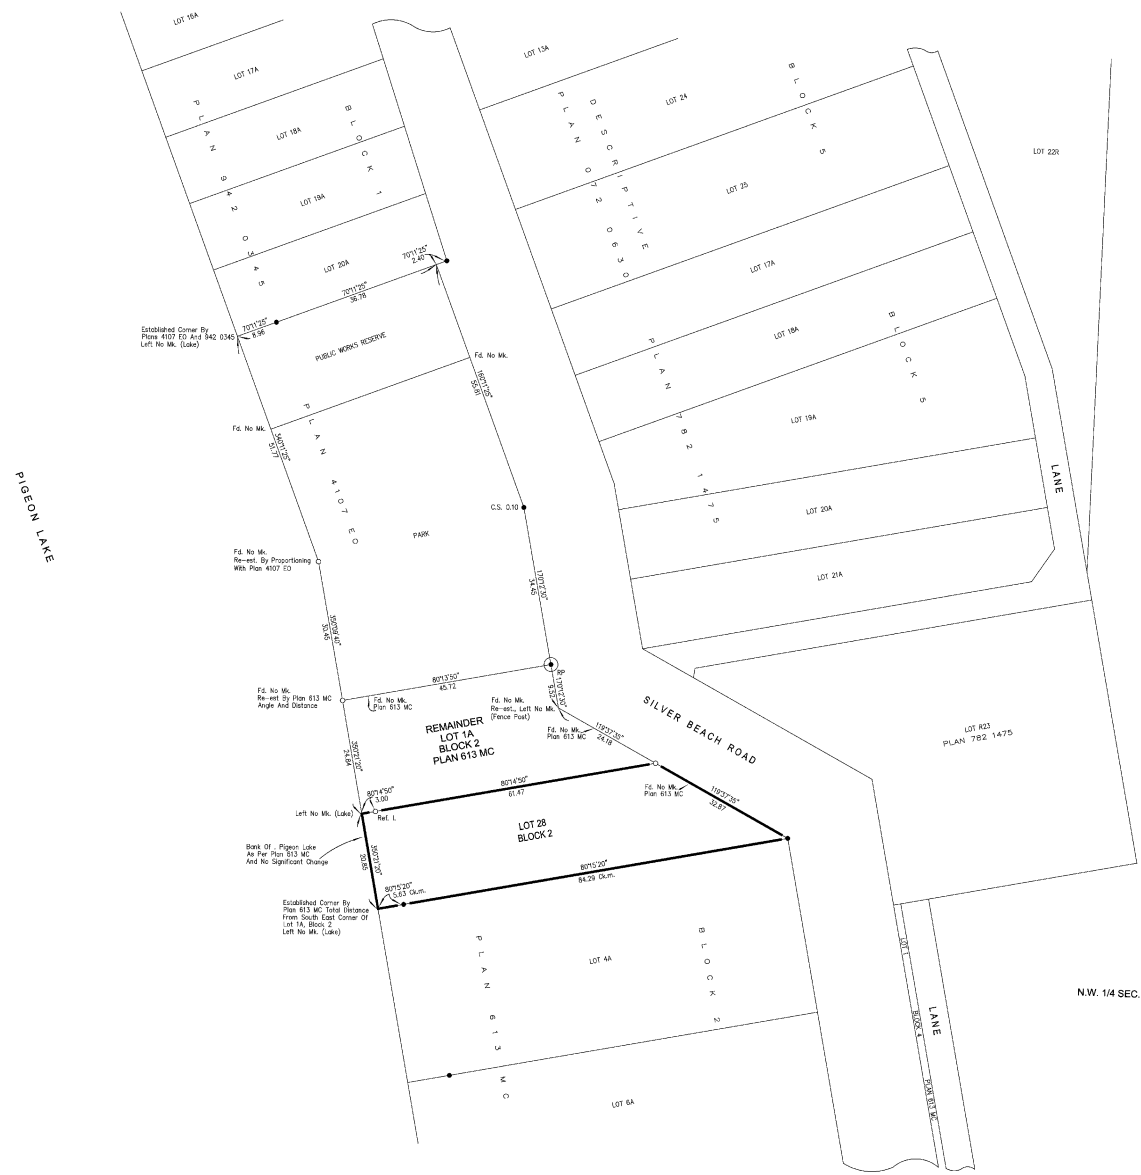 LOT 16A
LOT 17A
LOT 18A
LOT 19A
LOT 20A
PLAN 942 0345
BLOCK 1
70°11'25"
2.40
70°11'25"
36.78
70°11'25"
8.96
Established Corner By
Plans 4107 EO And 942 0345
Left No Mk. (Lake)
PUBLIC WORKS RESERVE
Fd. No Mk.
160°11'25"
55.81
Fd. No Mk.
340°11'25"
51.77
PLAN 4107 EO
PIGEON LAKE
C.S. 0.10
PARK
Fd. No Mk.
Re-est. By Proportioning
With Plan 4107 EO
170°12'30"
34.45
350°09'40"
30.45
80°13'50"
45.72
Fd. No Mk.
Re-est By Plan 613 MC
Angle And Distance
Fd. No Mk.
Plan 613 MC
RP
170°12'30"
9.52
Fd. No Mk.
Re-est., Left No Mk.
(Fence Post)
Fd. No Mk.
Plan 613 MC
119°37'35"
24.18
REMAINDER
LOT 1A
BLOCK 2
PLAN 613 MC
350°21'20"
24.84
80°14'50"
61.47
80°14'50"
3.00
Left No Mk. (Lake)
Ref. I.
Fd. No Mk.
Plan 613 MC
119°37'35"
32.87
LOT 28
BLOCK 2
Bank Of . Pigeon Lake
As Per Plan 613 MC
And No Significant Change
350°21'20"
20.85
80°15'20"
84.29 Ck.m.
80°15'20"
5.63 Ck.m.
Established Corner By
Plan 613 MC Total Distance
From South East Corner Of
Lot 1A, Block 2
Left No Mk. (Lake)
LOT 4A
PLAN 613 MC
BLOCK 2
LOT 6A
LOT 13A
LOT 24
LOT 25
DESCRIPTIVE
PLAN 072 0630
BLOCK 5
LOT 17A
LOT 18A
LOT 19A
LOT 20A
LOT 21A
PLAN 782 1475
BLOCK 5
LOT 22R
LANE
SILVER BEACH ROAD
LOT R23
PLAN 782 1475
LOT L
BLOCK 4
PLAN 613 MC
LANE
N.W. 1/4 SEC.